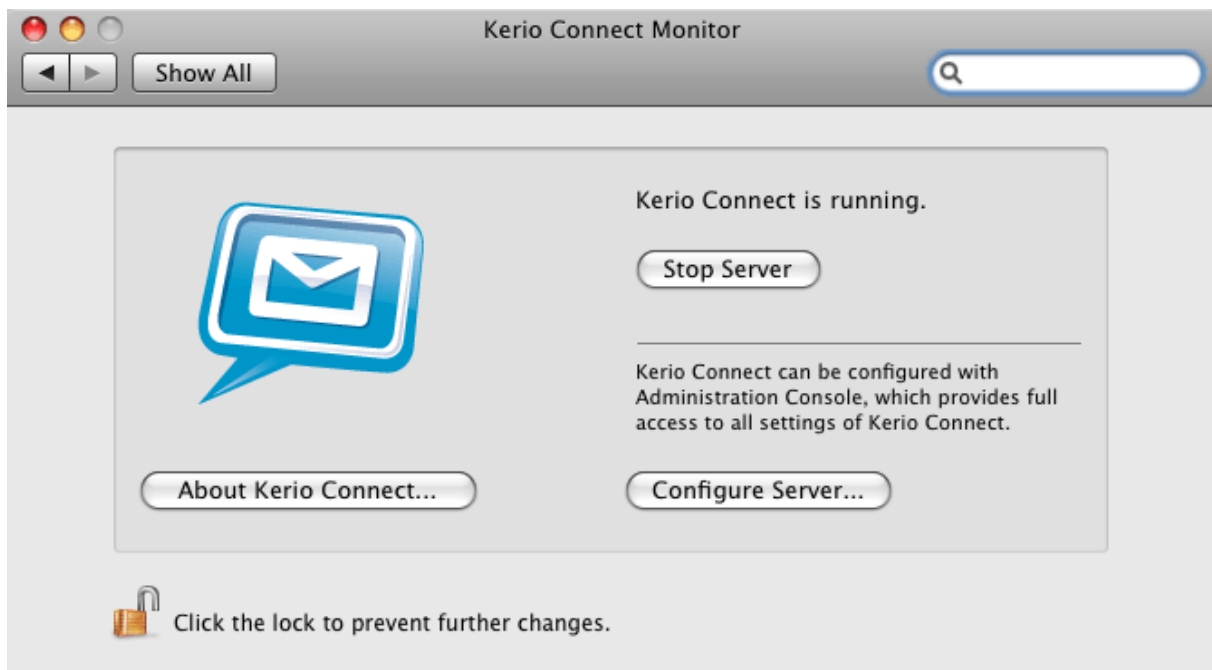 Kerio Connect Monitor
Show All
Kerio Connect is running.
Stop Server
Kerio Connect can be configured with
Administration Console, which provides full
access to all settings of Kerio Connect.
About Kerio Connect...
Configure Server...
Click the lock to prevent further changes.